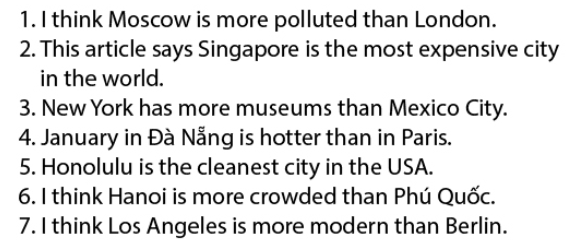 1. I think Moscow is more polluted than London.
2. This article says Singapore is the most expensive city
in the world.
3. New York has more museums than Mexico City.
4. January in Đà Nẵng is hotter than in Paris.
5. Honolulu is the cleanest city in the USA.
6. I think Hanoi is more crowded than Phú Quốc.
7. I think Los Angeles is more modern than Berlin.